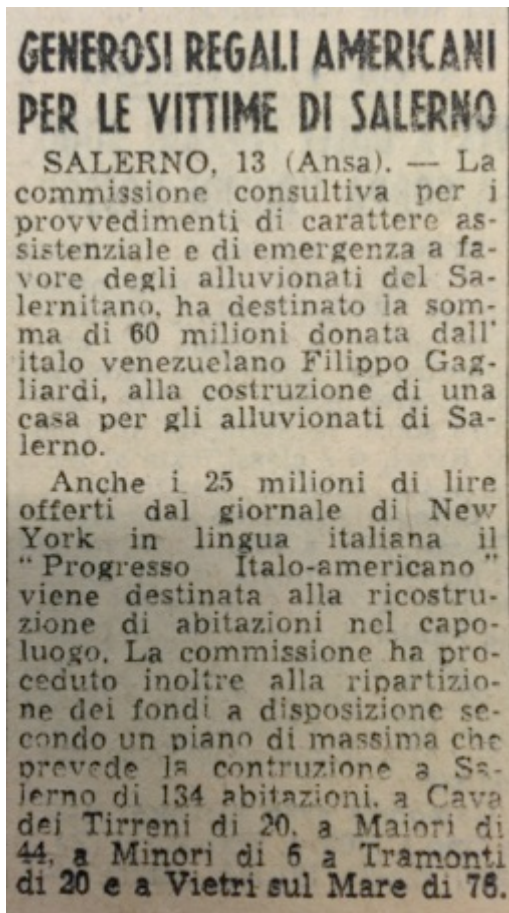 GENEROSI REGALI AMERICANI
PER LE VITTIME DI SALERNO
SALERNO, 13 (Ansa). — La
commissione consultiva per i
provvedimenti di carattere as-
sistenziale e di emergenza a fa-
vore degli alluvionati del Sa-
lernitano, ha destinato la som-
ma di 60 milioni donata dall'
italo venezuelano Filippo Gag-
liardi, alla costruzione di una
casa per gli alluvionati di Sa-
lerno.
Anche i 25 milioni di lire
offerti dal giornale di New
York in lingua italiana il
"Progresso Italo-americano"
viene destinata alla ricostru-
zione di abitazioni nel capo-
luogo. La commissione ha pro-
ceduto inoltre alla ripartizio-
ne dei fondi a disposizione se-
condo un piano di massima che
prevede la contruzione a Sa-
lerno di 134 abitazioni, a Cava
dei Tirreni di 20, a Maiori di
44, a Minori di 6 a Tramonti
di 20 e a Vietri sul Mare di 76.